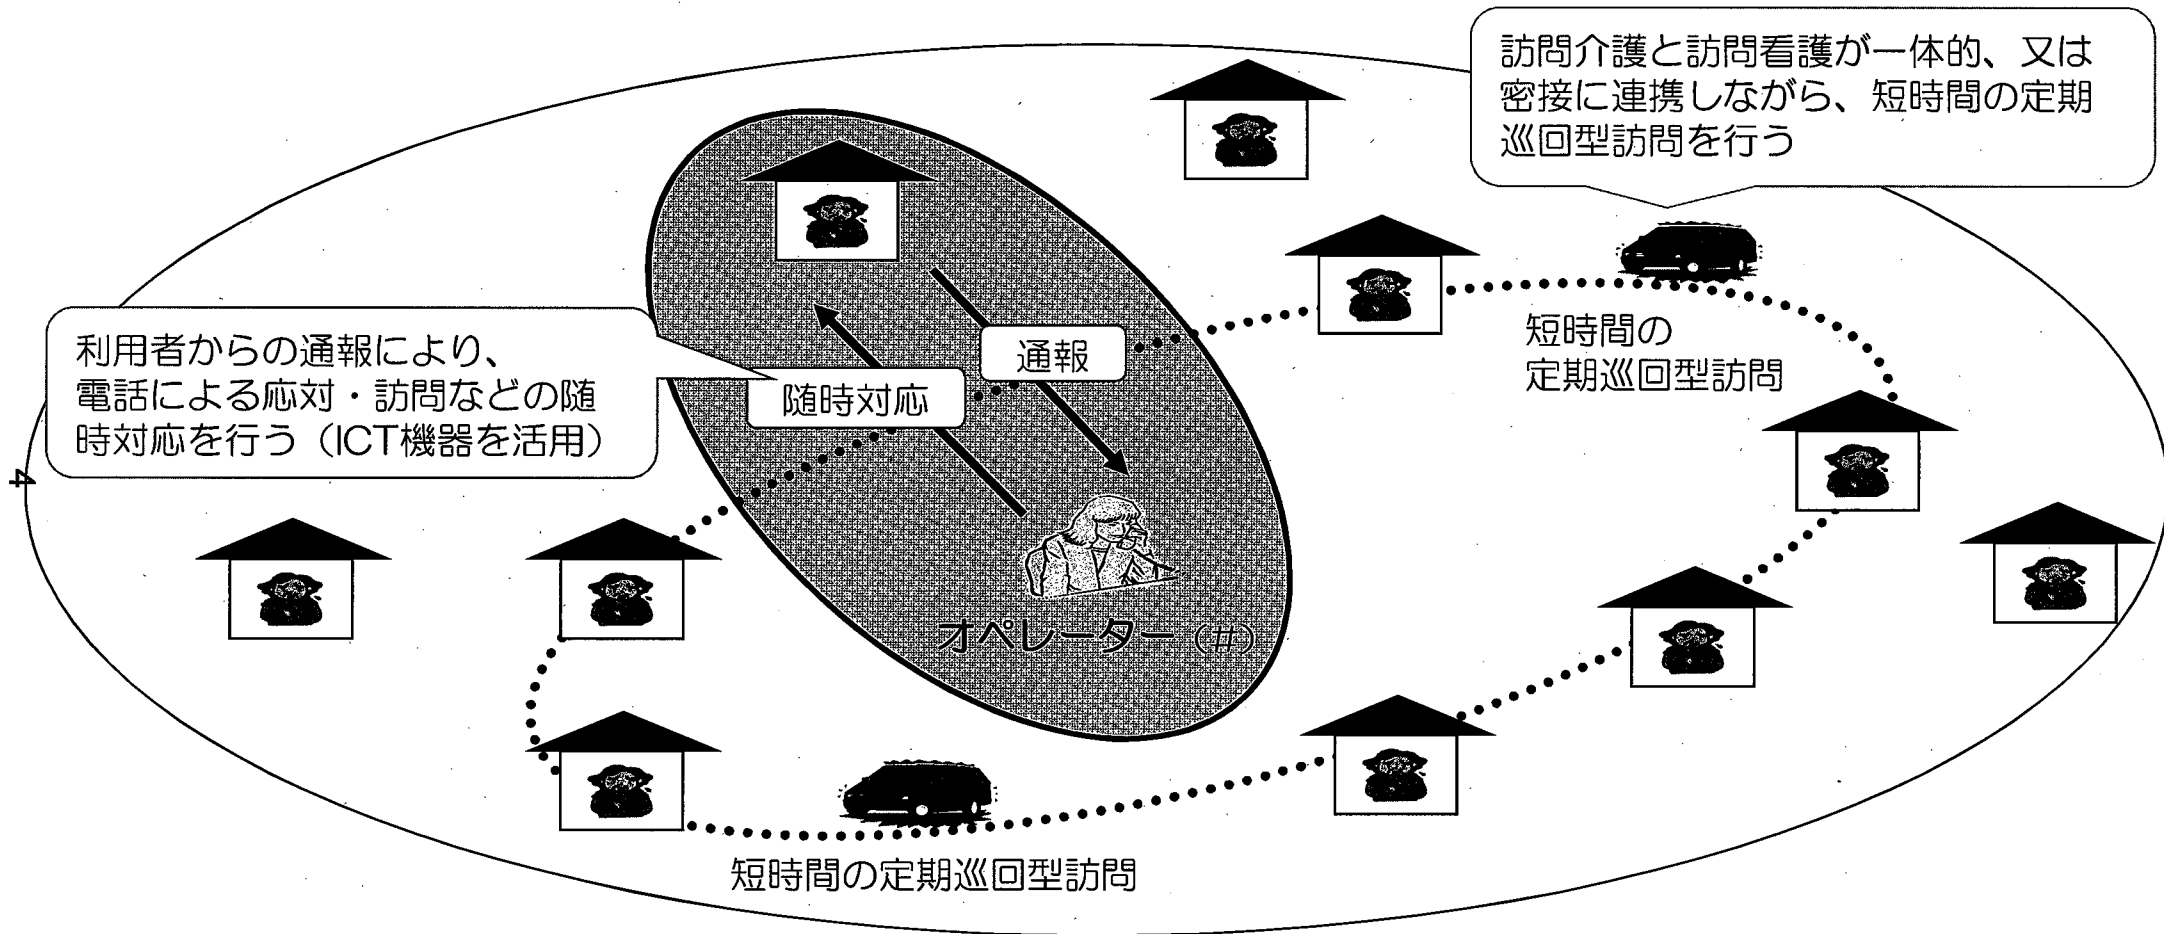 訪問介護と訪問看護が一体的、又は
密接に連携しながら、短時間の定期
巡回型訪問を行う
利用者からの通報により、
電話による応対・訪問などの随
時対応を行う（ICT機器を活用）
通報
随時対応
短時間の
定期巡回型訪問
オペレーター（＃）
短時間の定期巡回型訪問
4